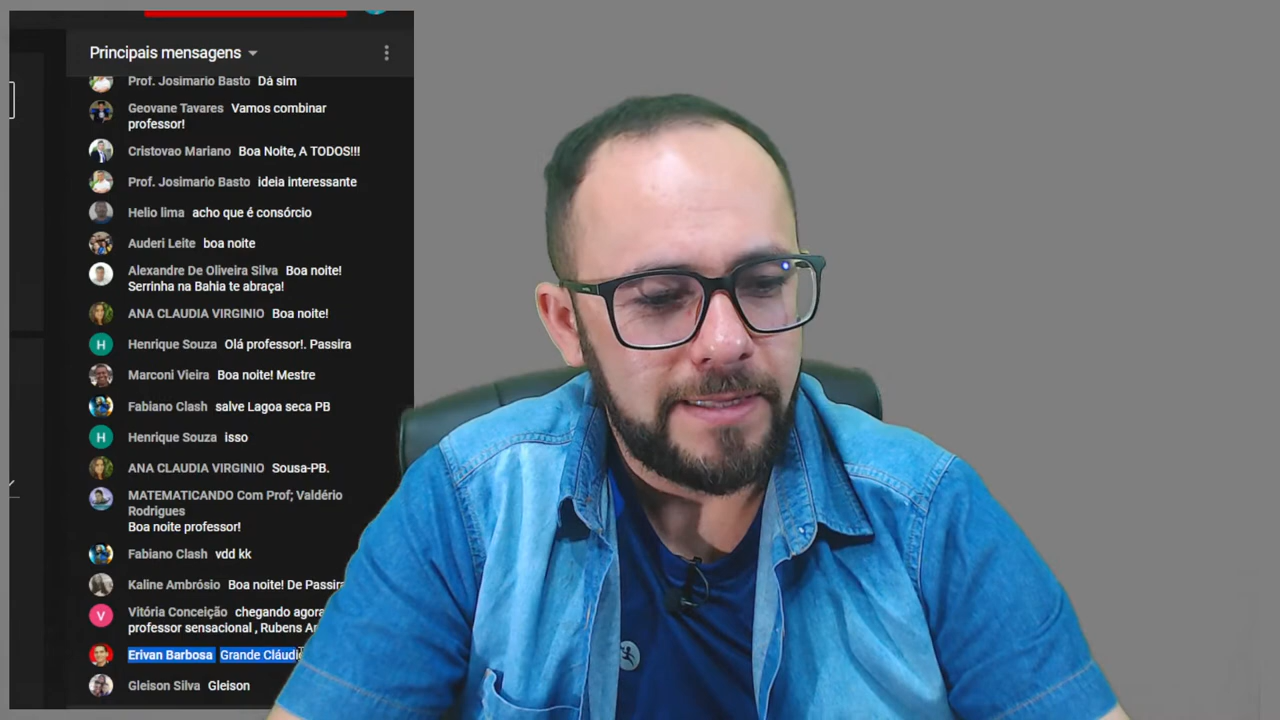 Principais mensagens
Prof. Josimario Basto Dá sim
Geovane Tavares Vamos combinar
professor!
Cristovao Mariano Boa Noite, A TODOS!!!
Prof. Josimario Basto ideia interessante
Helio lima acho que é consórcio
Auderi Leite boa noite
Alexandre De Oliveira Silva Boa noite!
Serrinha na Bahia te abraça!
ANA CLAUDIA VIRGINIO Boa noite!
H Henrique Souza Olá professor!. Passira
Marconi Vieira Boa noite! Mestre
Fabiano Clash salve Lagoa seca PB
H Henrique Souza isso
ANA CLAUDIA VIRGINIO Sousa-PB.
MATEMATICANDO Com Prof; Valdério
Rodrigues
Boa noite professor!
Fabiano Clash vdd kk
Kaline Ambrósio Boa noite! De Passira
V Vitória Conceição chegando agora
professor sensacional , Rubens
Erivan Barbosa Grande
Gleison Silva Gleison